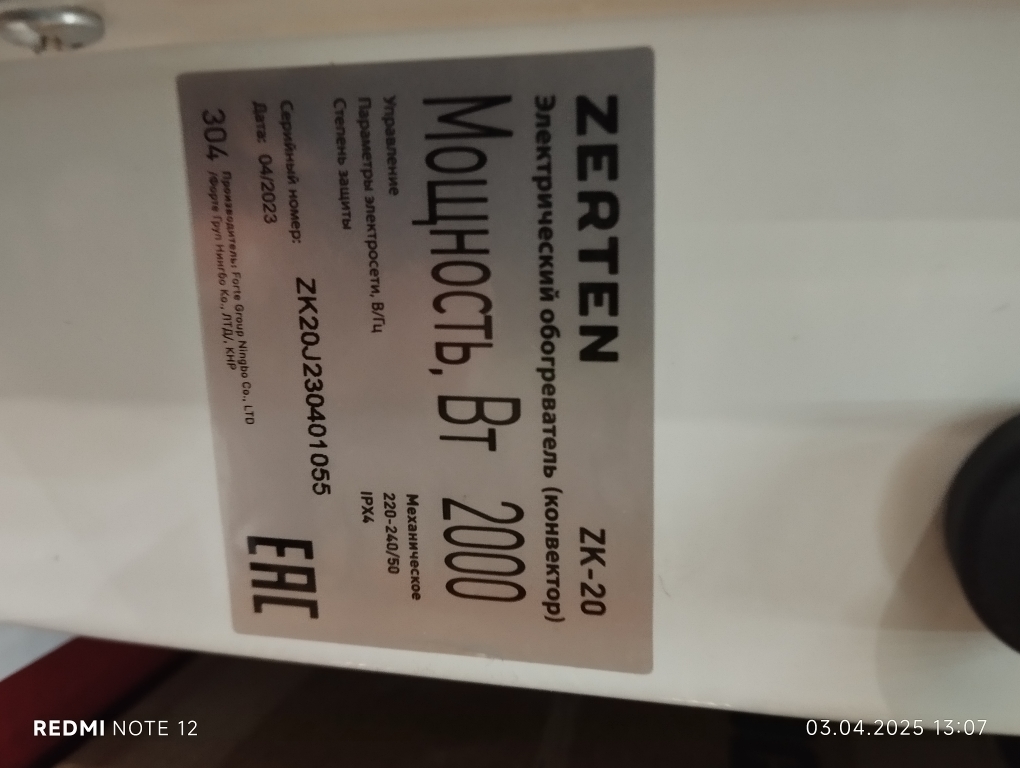 ZERTEN ZK-20
Электрический обогреватель (конвектор)
Мощность, Вт 2000
Управление Механическое
Параметры электросети, В/Гц 220-240/50
Степень защиты IPX4
Серийный номер: ZK20J230401055
Дата: 04/2023
304 Производитель: Forte Group Ningbo Co., LTD
/Форте Груп Нингбо Ко., ЛТД/, КНР
EAC
REDMI NOTE 12
03.04.2025 13:07